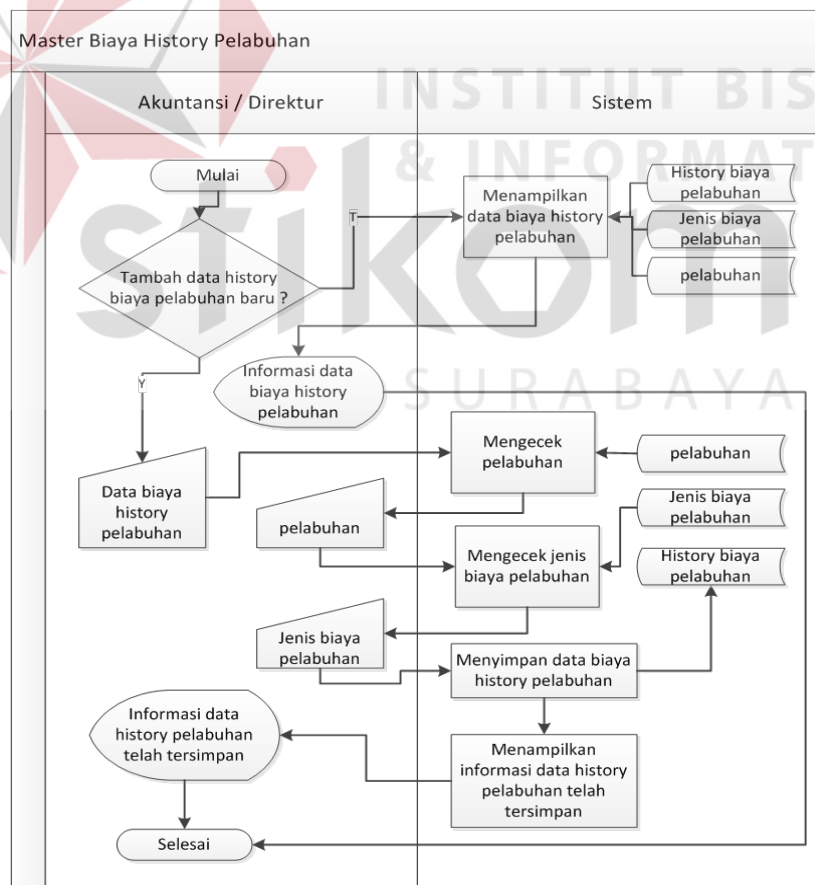 Master Biaya History Pelabuhan
Akuntansi / Direktur
Sistem
INSTITUT BIS
& INFORMAT
stikom
SURABAYA
Mulai
Tambah data history
biaya pelabuhan baru ?
T
Y
Menampilkan
data biaya history
pelabuhan
History biaya
pelabuhan
Jenis biaya
pelabuhan
pelabuhan
Informasi data
biaya history
pelabuhan
Data biaya
history
pelabuhan
Mengecek
pelabuhan
pelabuhan
pelabuhan
Jenis biaya
pelabuhan
Mengecek jenis
biaya pelabuhan
History biaya
pelabuhan
Jenis biaya
pelabuhan
Menyimpan data biaya
history pelabuhan
Informasi data
history pelabuhan
telah tersimpan
Menampilkan
informasi data history
pelabuhan telah
tersimpan
Selesai